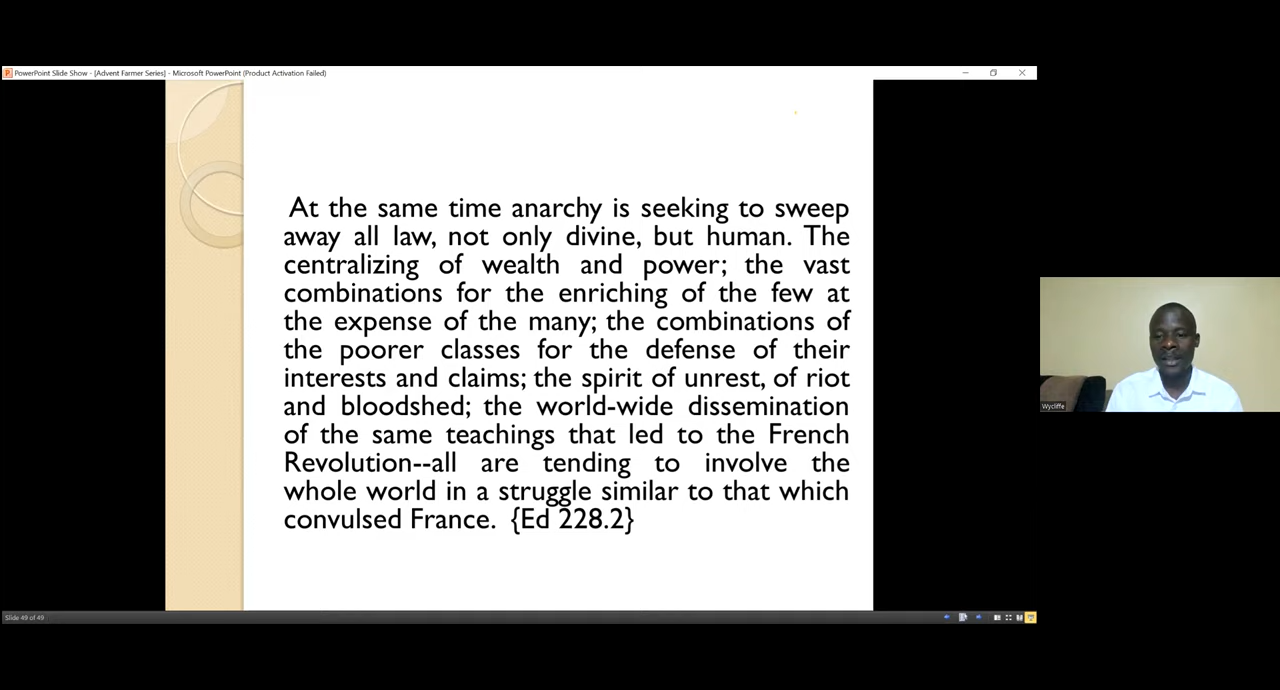 PowerPoint Slide Show - [Advent Farmer Series] - Microsoft PowerPoint (Product Activation Failed)
At the same time anarchy is seeking to sweep
away all law, not only divine, but human. The
centralizing of wealth and power; the vast
combinations for the enriching of the few at
the expense of the many; the combinations of
the poorer classes for the defense of their
interests and claims; the spirit of unrest, of riot
and bloodshed; the world-wide dissemination
of the same teachings that led to the French
Revolution--all are tending to involve the
whole world in a struggle similar to that which
convulsed France. {Ed 228.2}
Wycliffe
Slide 49 of 49